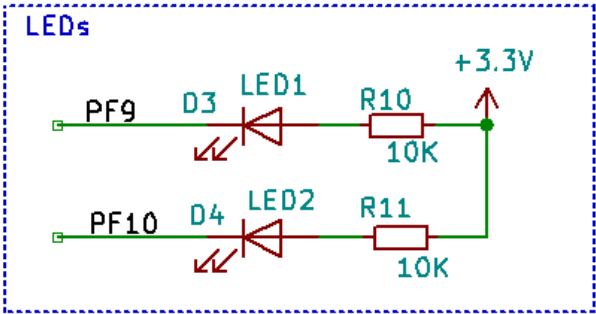 LEDs
+3.3V
PF9
D3
LED1
R10
10K
PF10
D4
LED2
R11
10K